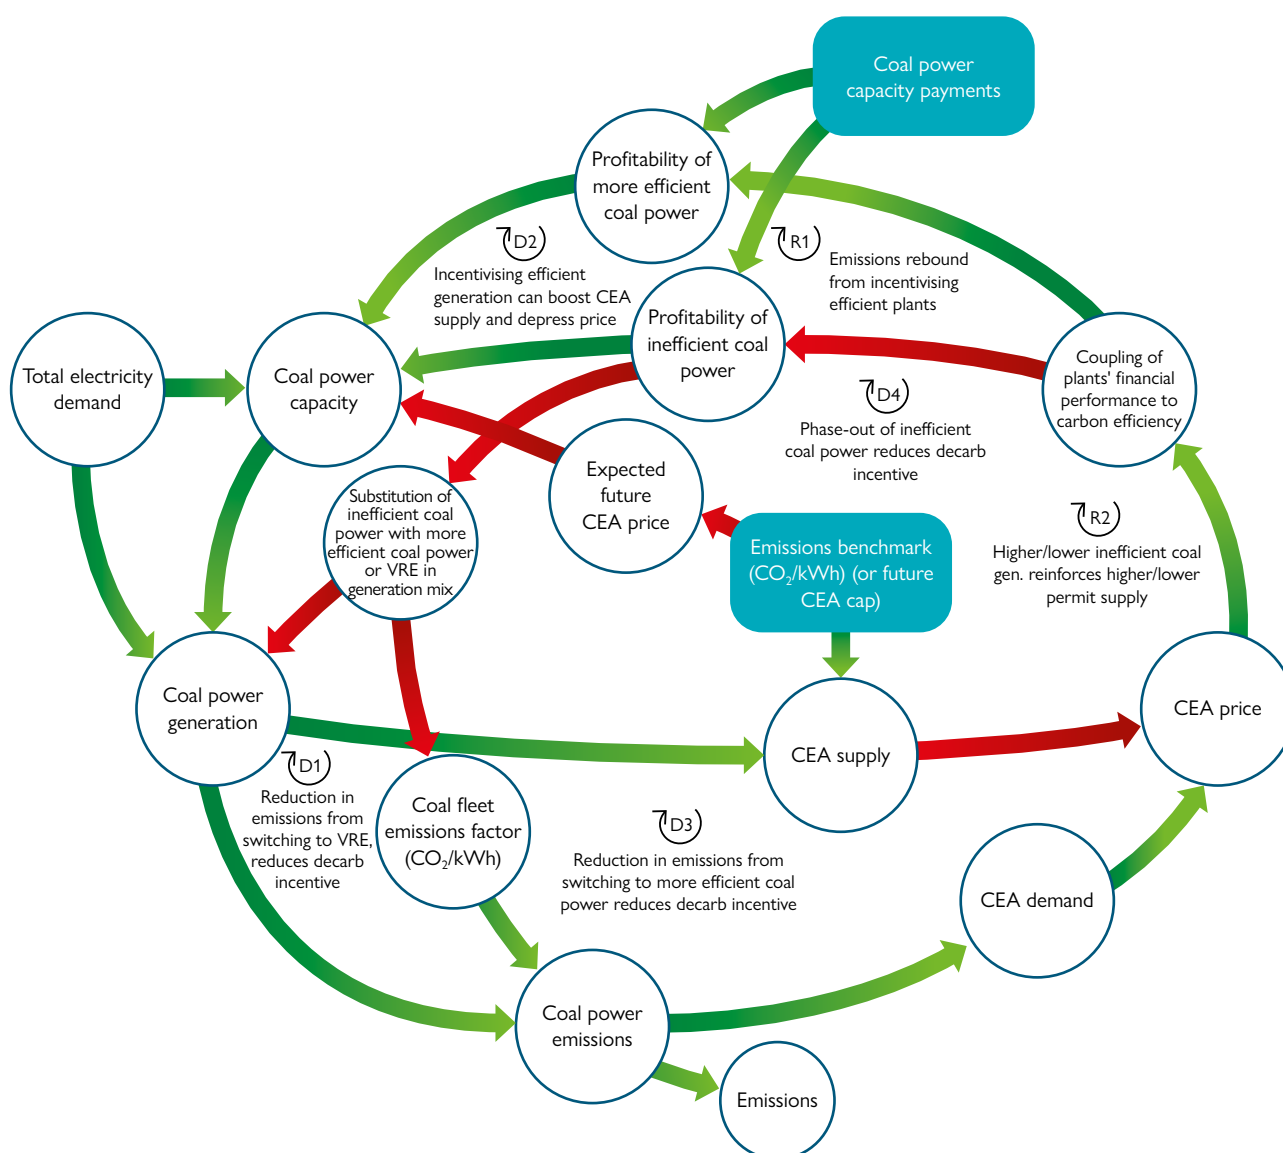 Coal power
capacity payments
Profitability of
more efficient
coal power
D2
Incentivising efficient
generation can boost CEA
supply and depress price
R1
Emissions rebound
from incentivising
efficient plants
Total electricity
demand
Coal power
capacity
Profitability of
inefficient coal
power
Coupling of
plants' financial
performance to
carbon efficiency
D4
Phase-out of inefficient
coal power reduces decarb
incentive
Expected
future
CEA price
Substitution of
inefficient coal
power with more
efficient coal power
or VRE in
generation mix
Emissions benchmark
(CO₂/kWh) (or future
CEA cap)
R2
Higher/lower inefficient coal
gen. reinforces higher/lower
permit supply
Coal power
generation
CEA supply
CEA price
D1
Reduction in
emissions from
switching to VRE,
reduces decarb
incentive
Coal fleet
emissions factor
(CO₂/kWh)
D3
Reduction in emissions from
switching to more efficient coal
power reduces decarb incentive
CEA demand
Coal power
emissions
Emissions